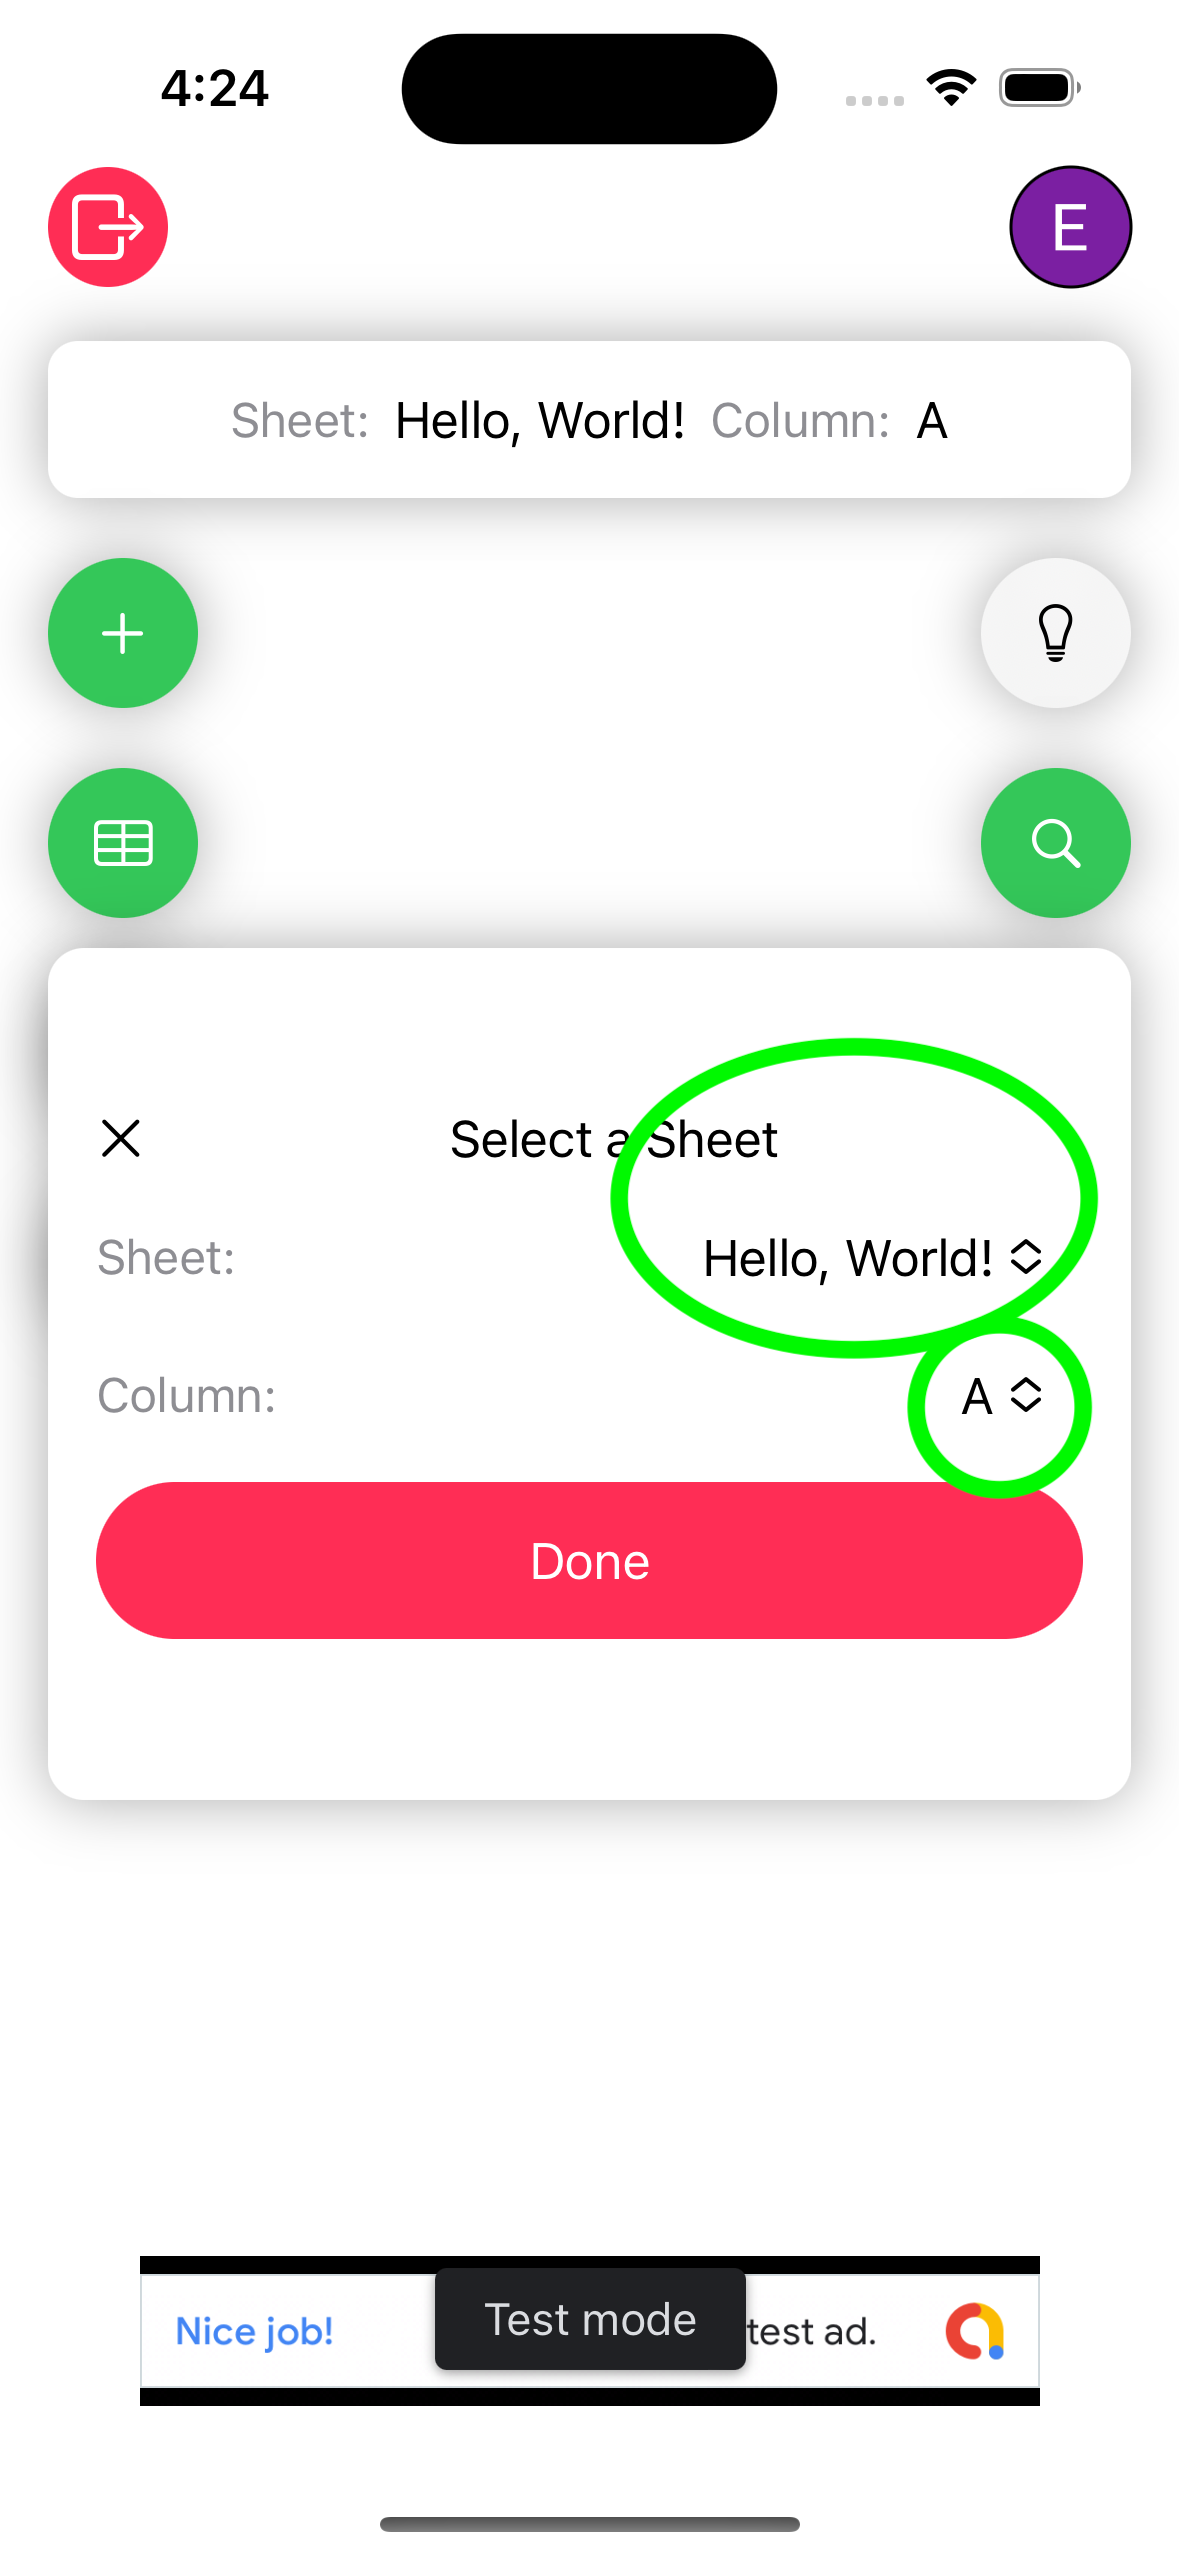 4:24
E
Sheet: Hello, World! Column: A
Select a Sheet
Sheet: Hello, World!
Column: A
Done
Nice job! test ad.
Test mode